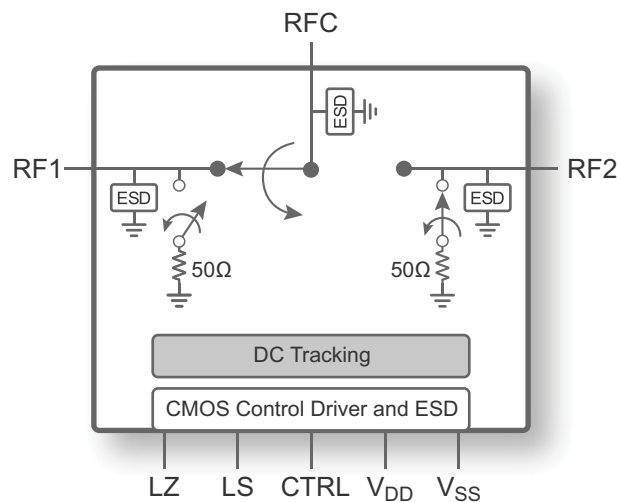 RFC
ESD
RF1
RF2
ESD
ESD
50Ω
50Ω
DC Tracking
CMOS Control Driver and ESD
LZ LS CTRL VDD VSS